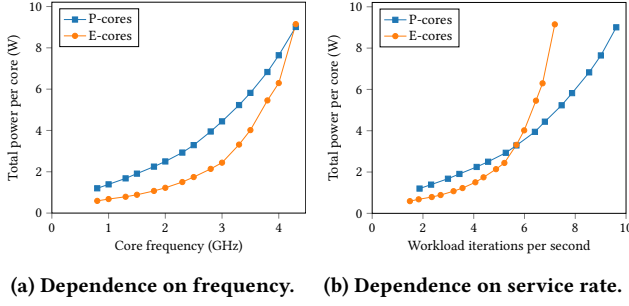 10
8
6
4
2
0
Total power per core (W)
P-cores
E-cores
0
1
2
3
4
Core frequency (GHz)
(a) Dependence on frequency.
10
8
6
4
2
0
Total power per core (W)
P-cores
E-cores
0
2
4
6
8
10
Workload iterations per second
(b) Dependence on service rate.